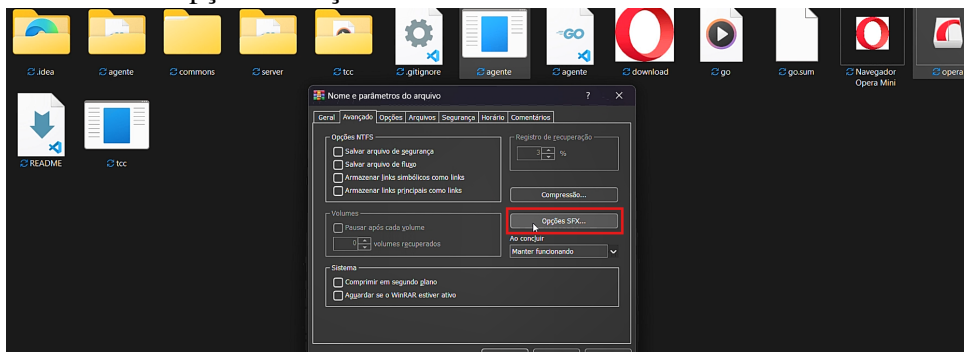 .idea
agente
commons
server
tcc
.gitignore
agente
agente
download
go
go.sum
Navegador
Opera Mini
opera
GO
README
tcc
Nome e parâmetros do arquivo
Geral
Avançado
Opções
Arquivos
Segurança
Horário
Comentários
Opções NTFS
Salvar arquivo de segurança
Salvar arquivo de fluxo
Armazenar links simbólicos como links
Armazenar links principais como links
Registro de recuperação
3 %
Compressão...
Volumes
Pausar após cada volume
0 volumes recuperados
Opções SFX...
Ao concluir
Manter funcionando
Sistema
Comprimir em segundo plano
Aguardar se o WinRAR estiver ativo